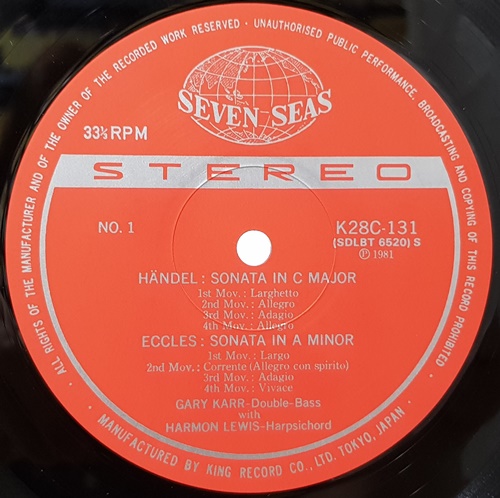 ALL RIGHTS OF THE MANUFACTURER AND OF THE OWNER OF THE RECORDED WORK RESERVED · UNAUTHORISED PUBLIC PERFORMANCE, BROADCASTING AND COPYING OF THIS RECORD PROHIBITED ·
SEVEN SEAS
33⅓ RPM
STEREO
NO. 1
K28C-131
(SDLBT 6520) S
Ⓟ 1981
HÄNDEL : SONATA IN C MAJOR
1st Mov. : Larghetto
2nd Mov. : Allegro
3rd Mov. : Adagio
4th Mov. : Allegro
ECCLES : SONATA IN A MINOR
1st Mov. : Largo
2nd Mov. : Corrente (Allegro con spirito)
3rd Mov. : Adagio
4th Mov. : Vivace
GARY KARR-Double-Bass
with
HARMON LEWIS-Harpsichord
· MANUFACTURED BY KING RECORD CO., LTD. TOKYO, JAPAN ·